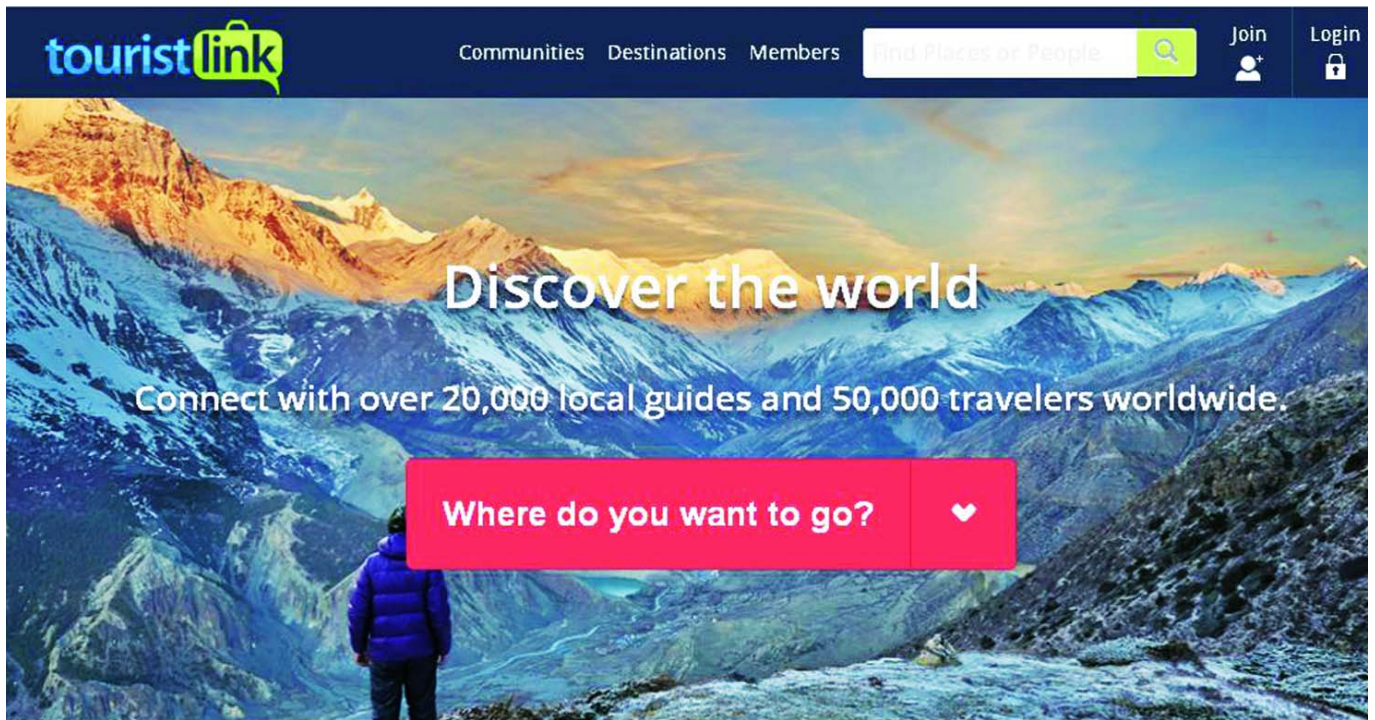 touristlink
Communities Destinations Members
Find Places or People
Join
Login
Discover the world
Connect with over 20,000 local guides and 50,000 travelers worldwide.
Where do you want to go?